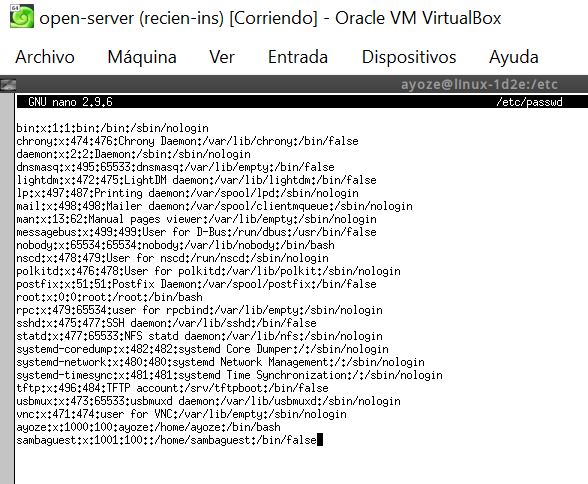 open-server (recien-ins) [Corriendo] - Oracle VM VirtualBox
Archivo Máquina Ver Entrada Dispositivos Ayuda
ayoze@linux-1d2e:/etc
GNU nano 2.9.6 /etc/passwd
bin:x:1:1:bin:/bin:/sbin/nologin
chrony:x:474:476:Chrony Daemon:/var/lib/chrony:/bin/false
daemon:x:2:2:Daemon:/sbin:/sbin/nologin
dnsmasq:x:495:65533:dnsmasq:/var/lib/empty:/bin/false
lightdm:x:472:475:LightDM daemon:/var/lib/lightdm:/bin/false
lp:x:497:487:Printing daemon:/var/spool/lpd:/sbin/nologin
mail:x:498:498:Mailer daemon:/var/spool/clientmqueue:/sbin/nologin
man:x:13:62:Manual pages viewer:/var/lib/empty:/sbin/nologin
messagebus:x:499:499:User for D-Bus:/run/dbus:/usr/bin/false
nobody:x:65534:65534:nobody:/var/lib/nobody:/bin/bash
nscd:x:478:479:User for nscd:/run/nscd:/sbin/nologin
polkitd:x:476:478:User for polkitd:/var/lib/polkit:/sbin/nologin
postfix:x:51:51:Postfix Daemon:/var/spool/postfix:/bin/false
root:x:0:0:root:/root:/bin/bash
rpc:x:479:65534:user for rpcbind:/var/lib/empty:/sbin/nologin
sshd:x:475:477:SSH daemon:/var/lib/sshd:/bin/false
statd:x:477:65533:NFS statd daemon:/var/lib/nfs:/sbin/nologin
systemd-coredump:x:482:482:systemd Core Dumper:/:/sbin/nologin
systemd-network:x:480:480:systemd Network Management:/:/sbin/nologin
systemd-timesync:x:481:481:systemd Time Synchronization:/:/sbin/nologin
tftp:x:496:484:TFTP account:/srv/tftpboot:/bin/false
usbmux:x:473:65533:usbmuxd daemon:/var/lib/usbmuxd:/sbin/nologin
vnc:x:471:474:user for VNC:/var/lib/empty:/sbin/nologin
ayoze:x:1000:100:ayoze:/home/ayoze:/bin/bash
sambaguest:x:1001:100::/home/sambaguest:/bin/false